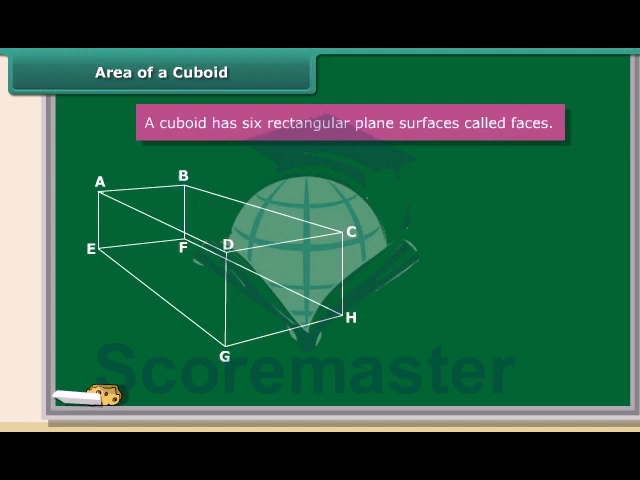 Area of a Cuboid
A cuboid has six rectangular plane surfaces called faces.
A
B
C
D
E
F
G
H
Scoremaster